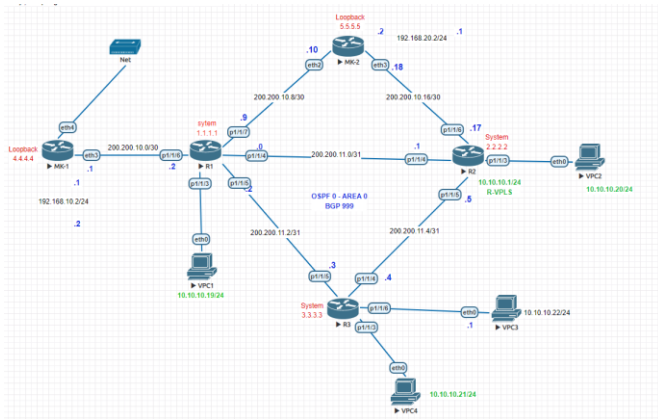 Loopback
5.5.5.5
.2
192.168.20.2/24
.1
.10
MK-2
eth2
eth3
.18
Net
200.200.10.8/30
200.200.10.16/30
eth4
.9
sytem
1.1.1.1
p1/1/7
.17
p1/1/6
System
2.2.2.2
Loopback
4.4.4.4
eth3
200.200.10.0/30
p1/1/8
R1
.0
p1/1/4
200.200.11.0/31
.1
p1/1/4
p1/1/3
eth0
R2
VPC2
MK-1
.1
.2
p1/1/3
p1/1/5
.2
10.10.10.1/24
R-VPLS
10.10.10.20/24
.1
192.168.10.2/24
.2
OSPF 0 - AREA 0
BGP 999
p1/1/5
.5
200.200.11.2/31
200.200.11.4/31
eth0
VPC1
10.10.10.19/24
.3
p1/1/5
p1/1/4
.4
System
3.3.3.3
R3
p1/1/6
eth0
10.10.10.22/24
.1
VPC3
p1/1/3
eth0
10.10.10.21/24
VPC4